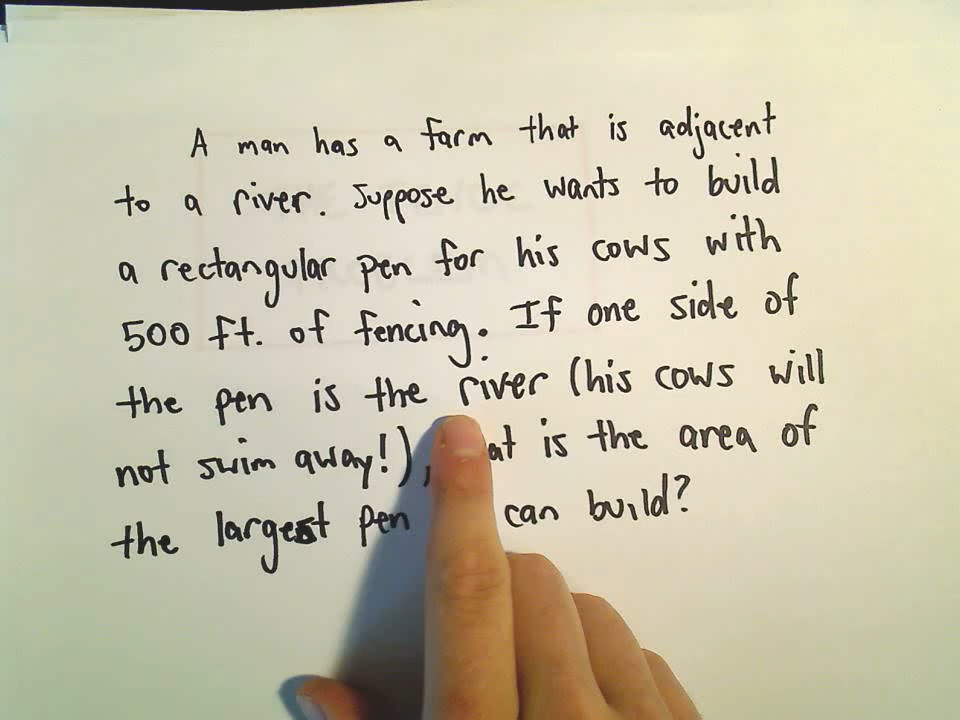 A man has a farm that is adjacent
to a river. Suppose he wants to build
a rectangular pen for his cows with
500 ft. of fencing. If one side of
the pen is the river (his cows will
not swim away!), at is the area of
the largest pen can build?